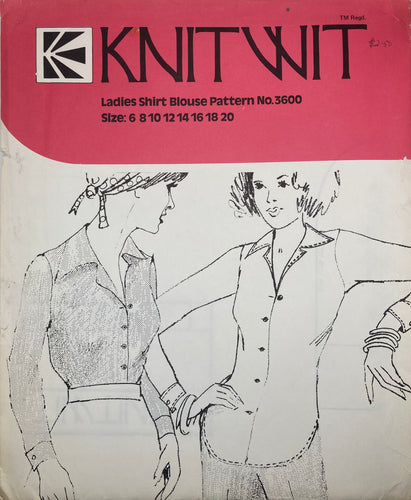 TM Regd.
KNITWIT
Ladies Shirt Blouse Pattern No.3600
Size: 6 8 10 12 14 16 18 20